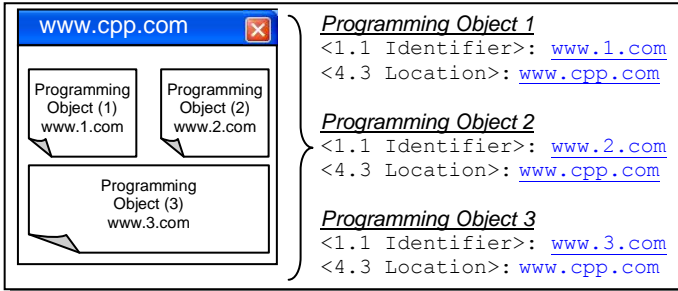 www.cpp.com
Programming
Object (1)
www.1.com
Programming
Object (2)
www.2.com
Programming
Object (3)
www.3.com
Programming Object 1
<1.1 Identifier>: www.1.com
<4.3 Location>: www.cpp.com
Programming Object 2
<1.1 Identifier>: www.2.com
<4.3 Location>: www.cpp.com
Programming Object 3
<1.1 Identifier>: www.3.com
<4.3 Location>: www.cpp.com